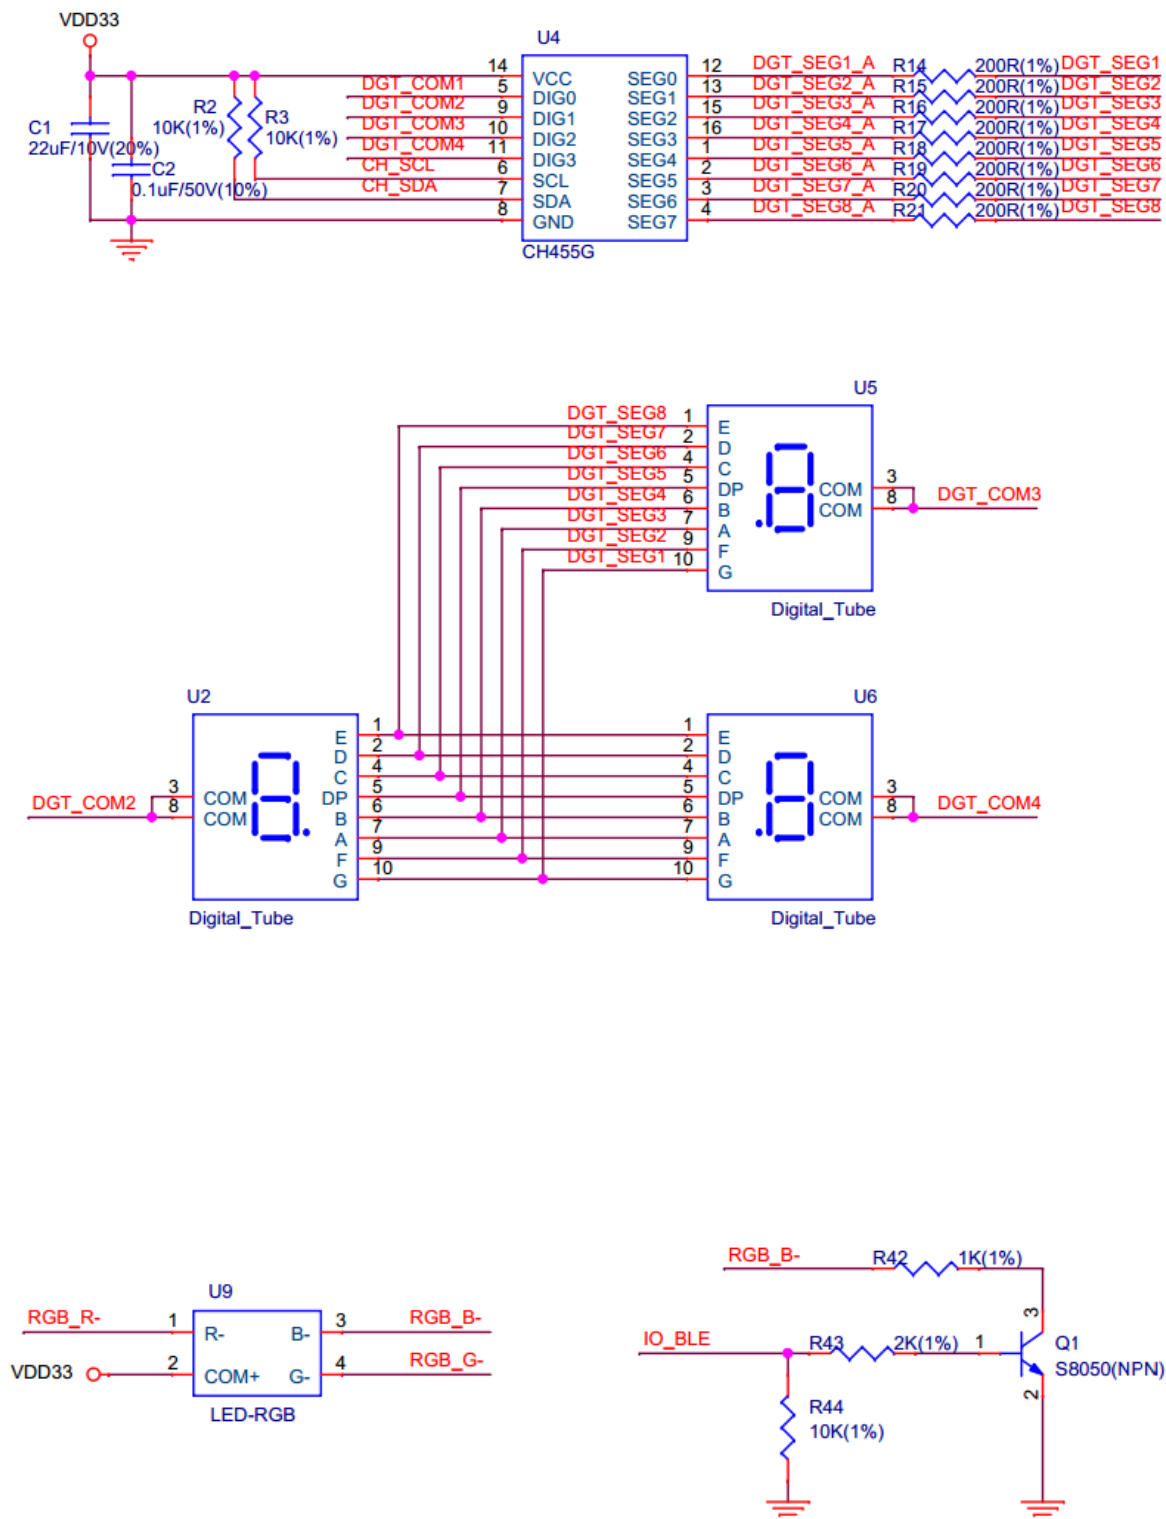 VDD33
U4
14 VCC SEG0 12 DGT_SEG1_A R14 200R(1%) DGT_SEG1
DGT_COM1 5 DIG0 SEG1 13 DGT_SEG2_A R15 200R(1%) DGT_SEG2
DGT_COM2 9 DIG1 SEG2 15 DGT_SEG3_A R16 200R(1%) DGT_SEG3
DGT_COM3 10 DIG2 SEG3 16 DGT_SEG4_A R17 200R(1%) DGT_SEG4
DGT_COM4 11 DIG3 SEG4 1 DGT_SEG5_A R18 200R(1%) DGT_SEG5
CH_SCL 6 SCL SEG5 2 DGT_SEG6_A R19 200R(1%) DGT_SEG6
CH_SDA 7 SDA SEG6 3 DGT_SEG7_A R20 200R(1%) DGT_SEG7
8 GND SEG7 4 DGT_SEG8_A R21 200R(1%) DGT_SEG8
CH455G
R2
10K(1%)
R3
10K(1%)
C1
22uF/10V(20%)
C2
0.1uF/50V(10%)
U5
DGT_SEG8 1 E
DGT_SEG7 2 D
DGT_SEG6 4 C
DGT_SEG5 5 DP COM 3
DGT_SEG4 6 B COM 8 DGT_COM3
DGT_SEG3 7 A
DGT_SEG2 9 F
DGT_SEG1 10 G
Digital_Tube
U2
E 1
D 2
C 4
3 COM DP 5
DGT_COM2 8 COM B 6
A 7
F 9
G 10
Digital_Tube
U6
1 E
2 D
4 C
5 DP COM 3
6 B COM 8 DGT_COM4
7 A
9 F
10 G
Digital_Tube
U9
RGB_R- 1 R- B- 3 RGB_B-
VDD33 2 COM+ G- 4 RGB_G-
LED-RGB
RGB_B- R42 1K(1%)
3
IO_BLE R43 2K(1%) 1 Q1
S8050(NPN)
2
R44
10K(1%)